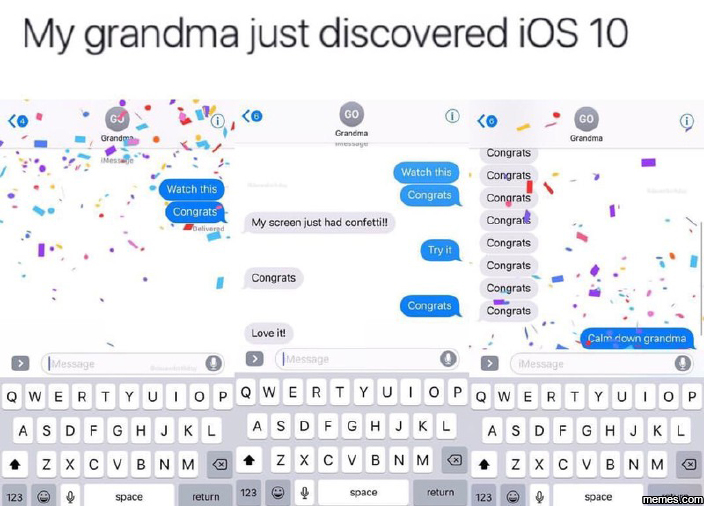 My grandma just discovered iOS 10
4
GO
Grandma
iMessage
Watch this
Congrats
Delivered
iMessage
Q W E R T Y U I O P
A S D F G H J K L
Z X C V B N M
123 space return
6
GO
Grandma
iMessage
Watch this
Congrats
My screen just had confetti!!
Try it
Congrats
Congrats
Love it!
iMessage
Q W E R T Y U I O P
A S D F G H J K L
Z X C V B N M
123 space return
6
GO
Grandma
Congrats
Congrats
Congrats
Congrats
Congrats
Congrats
Congrats
Congrats
Calm down grandma
iMessage
Q W E R T Y U I O P
A S D F G H J K L
Z X C V B N M
123 space
memes.com